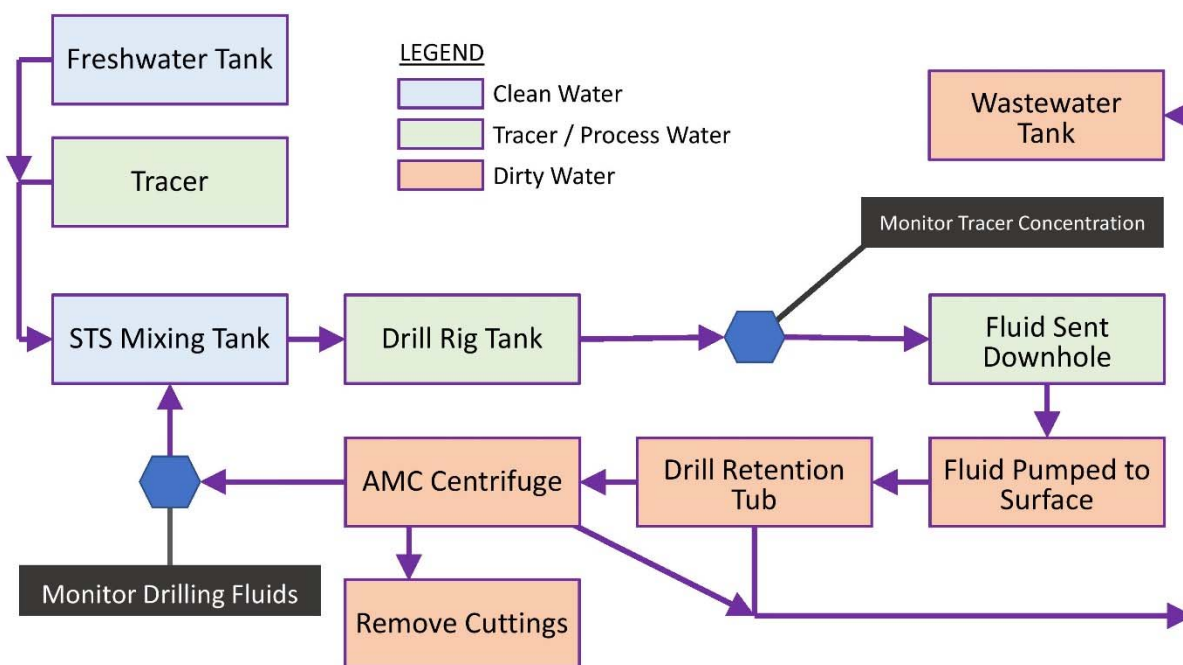 Freshwater Tank
Tracer
LEGEND
Clean Water
Tracer / Process Water
Dirty Water
Wastewater
Tank
Monitor Tracer Concentration
STS Mixing Tank
Drill Rig Tank
Fluid Sent
Downhole
AMC Centrifuge
Drill Retention
Tub
Fluid Pumped to
Surface
Monitor Drilling Fluids
Remove Cuttings